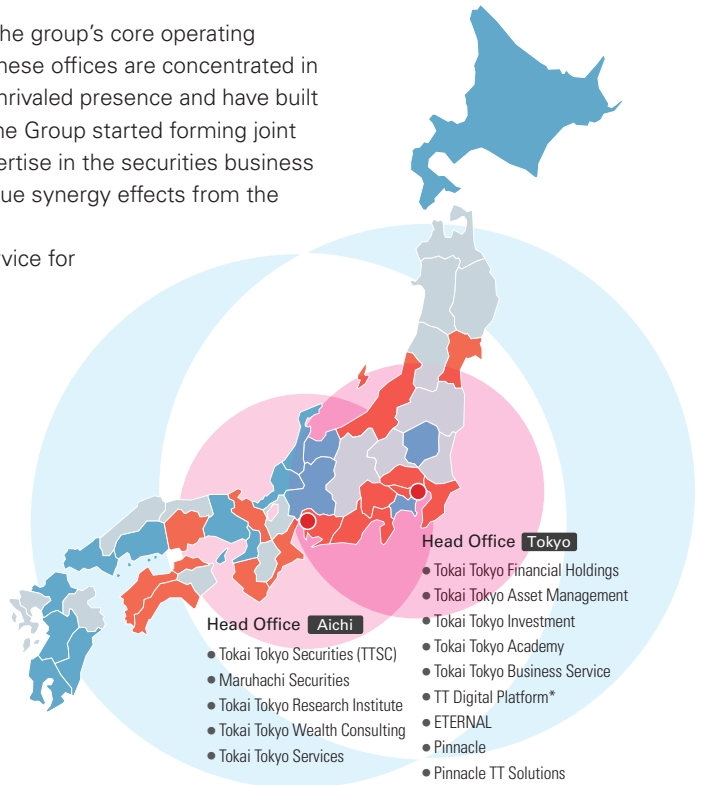 he group's core operating
hese offices are concentrated in
nrivaled presence and have built
he Group started forming joint
ertise in the securities business
ue synergy effects from the
vice for
Head Office Tokyo
● Tokai Tokyo Financial Holdings
● Tokai Tokyo Asset Management
● Tokai Tokyo Investment
● Tokai Tokyo Academy
● Tokai Tokyo Business Service
● TT Digital Platform*
● ETERNAL
● Pinnacle
● Pinnacle TT Solutions
Head Office Aichi
● Tokai Tokyo Securities (TTSC)
● Maruhachi Securities
● Tokai Tokyo Research Institute
● Tokai Tokyo Wealth Consulting
● Tokai Tokyo Services